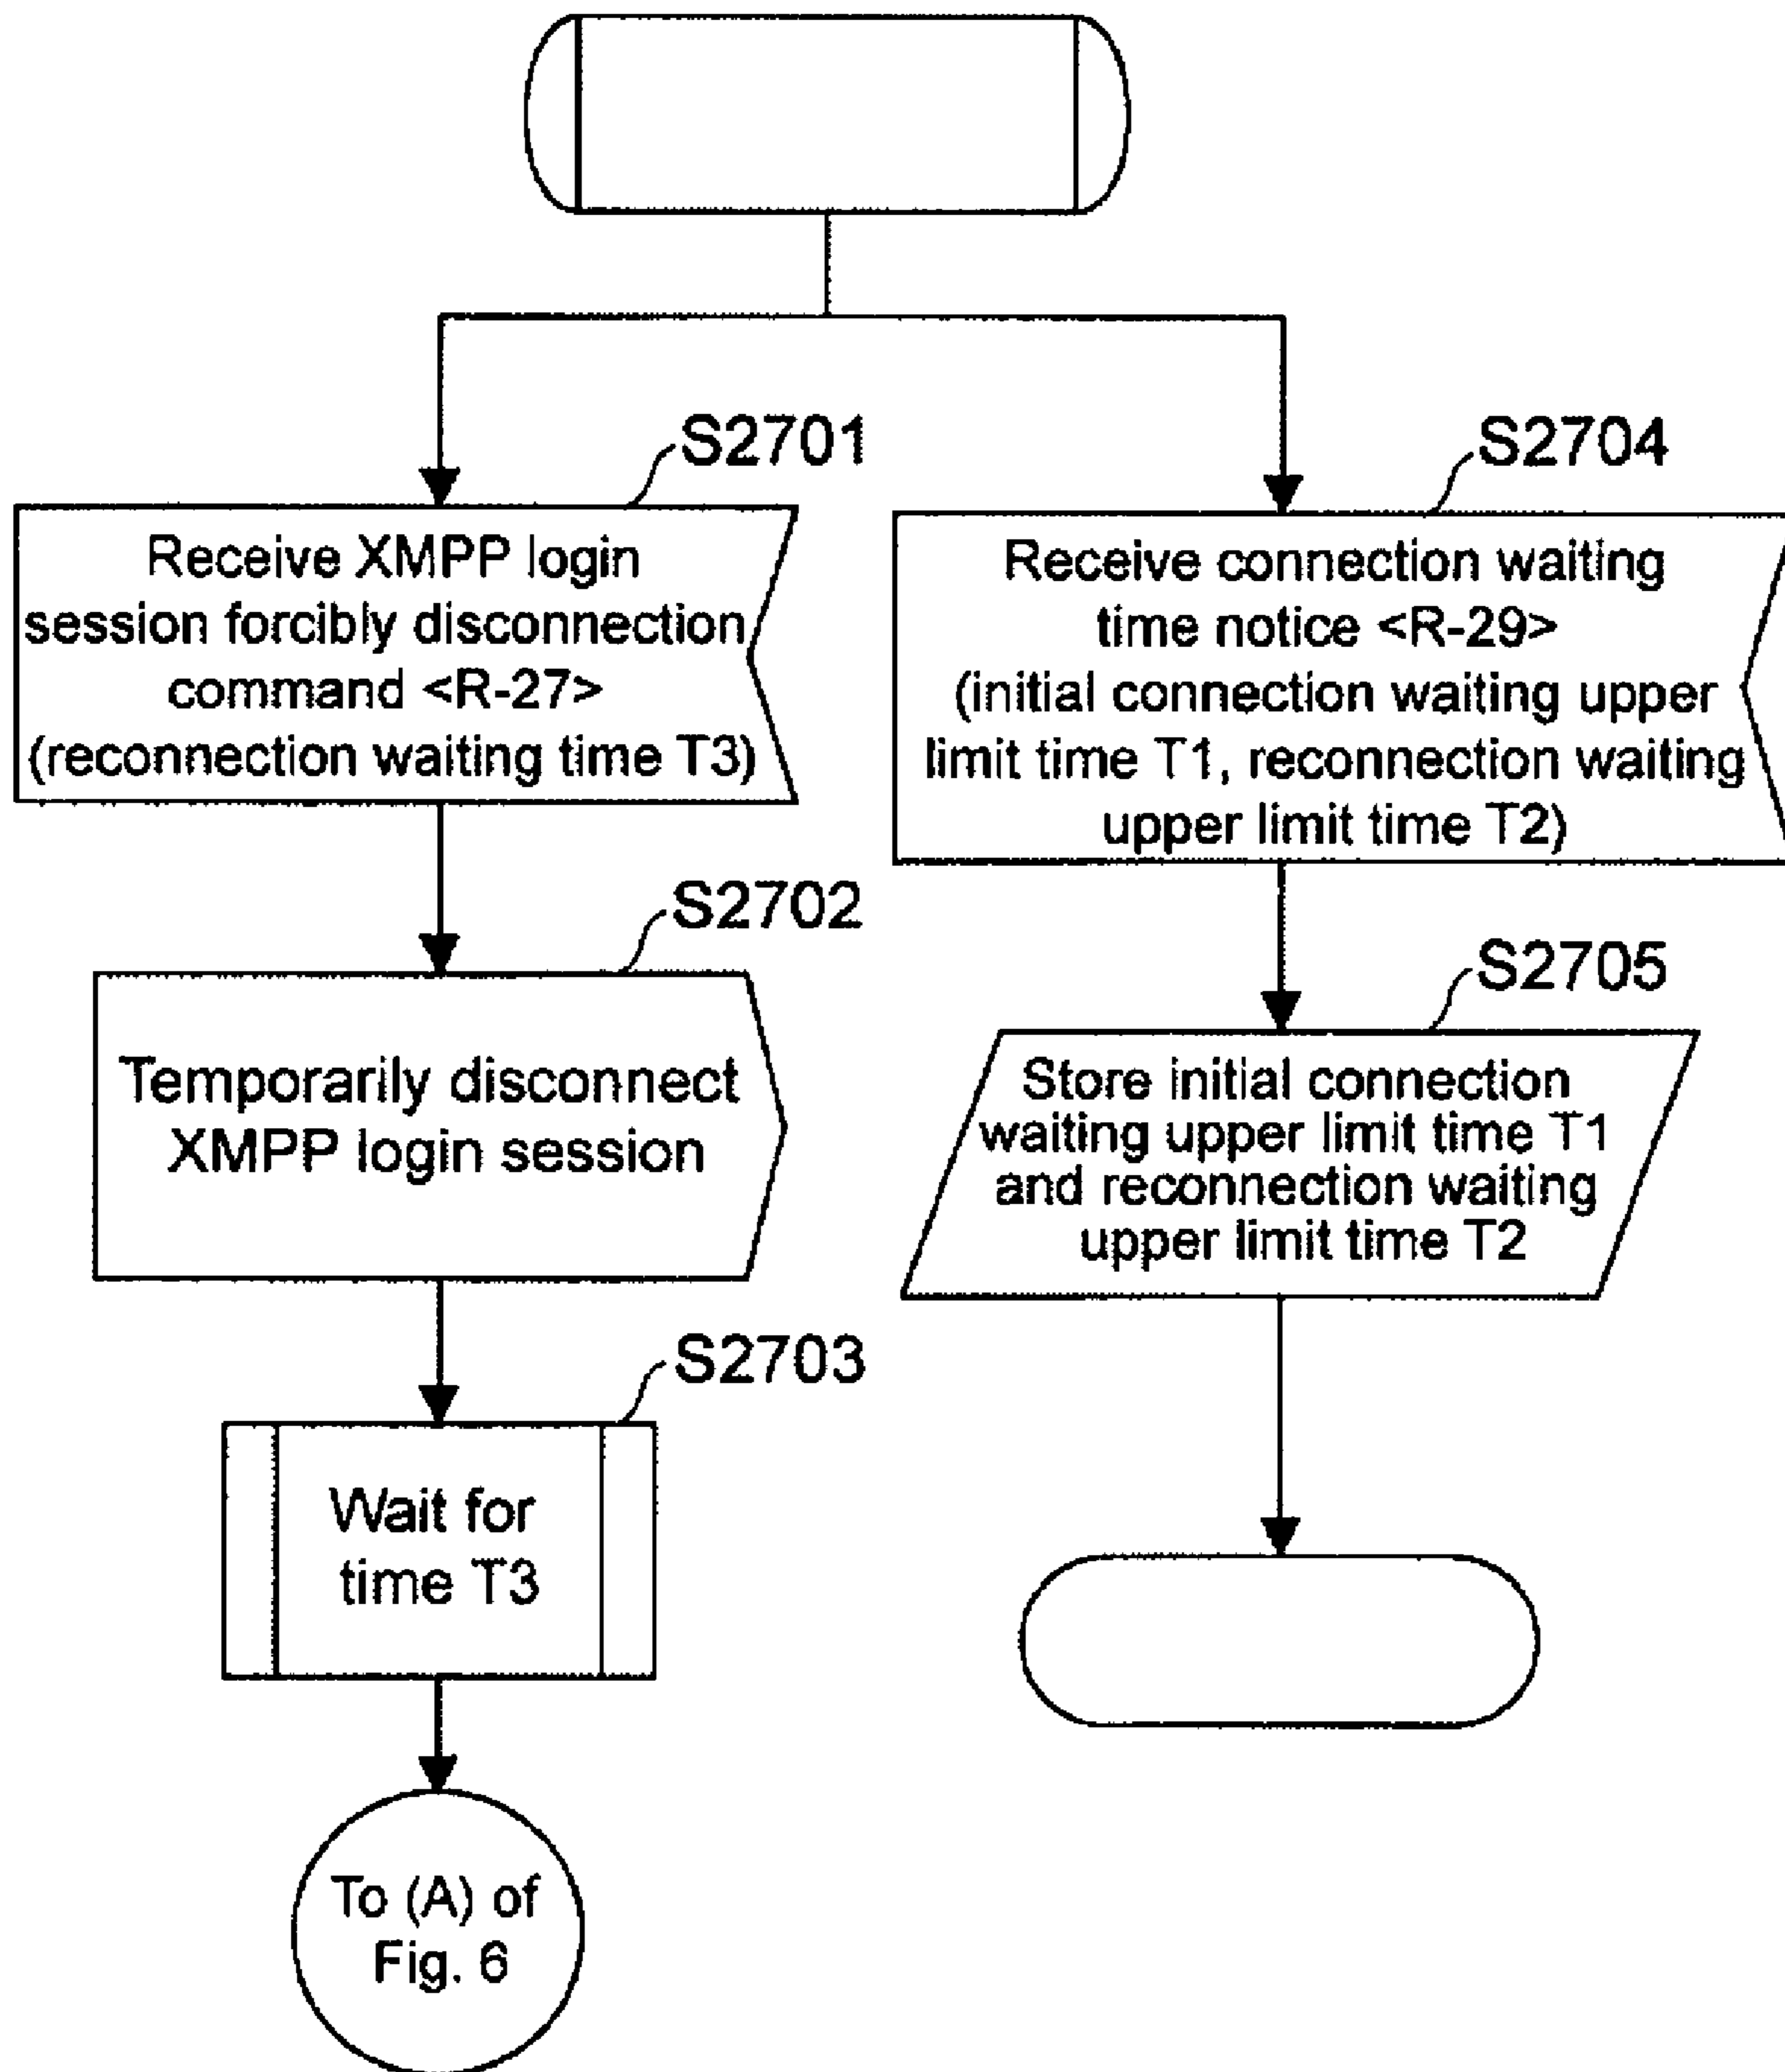 S2701
Receive XMPP login
session forcibly disconnection
command <R-27>
(reconnection waiting time T3)
S2702
Temporarily disconnect
XMPP login session
S2703
Wait for
time T3
To (A) of
Fig. 6
S2704
Receive connection waiting
time notice <R-29>
(initial connection waiting upper
limit time T1, reconnection waiting
upper limit time T2)
S2705
Store initial connection
waiting upper limit time T1
and reconnection waiting
upper limit time T2